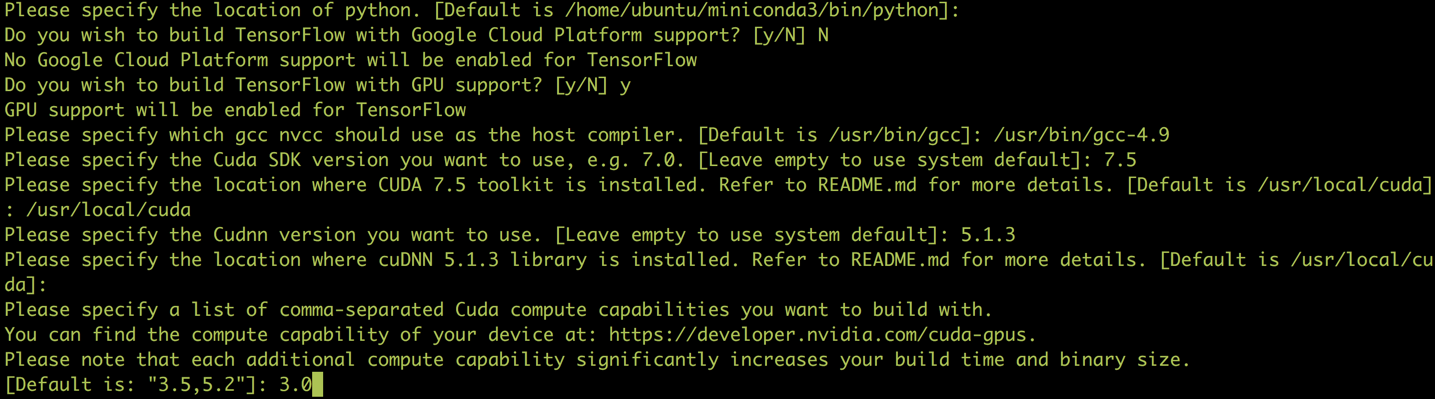 Please specify the location of python. [Default is /home/ubuntu/miniconda3/bin/python]:
Do you wish to build TensorFlow with Google Cloud Platform support? [y/N] N
No Google Cloud Platform support will be enabled for TensorFlow
Do you wish to build TensorFlow with GPU support? [y/N] y
GPU support will be enabled for TensorFlow
Please specify which gcc nvcc should use as the host compiler. [Default is /usr/bin/gcc]: /usr/bin/gcc-4.9
Please specify the Cuda SDK version you want to use, e.g. 7.0. [Leave empty to use system default]: 7.5
Please specify the location where CUDA 7.5 toolkit is installed. Refer to README.md for more details. [Default is /usr/local/cuda]
: /usr/local/cuda
Please specify the Cudnn version you want to use. [Leave empty to use system default]: 5.1.3
Please specify the location where cuDNN 5.1.3 library is installed. Refer to README.md for more details. [Default is /usr/local/cu
da]:
Please specify a list of comma-separated Cuda compute capabilities you want to build with.
You can find the compute capability of your device at: https://developer.nvidia.com/cuda-gpus.
Please note that each additional compute capability significantly increases your build time and binary size.
[Default is: "3.5,5.2"]: 3.0